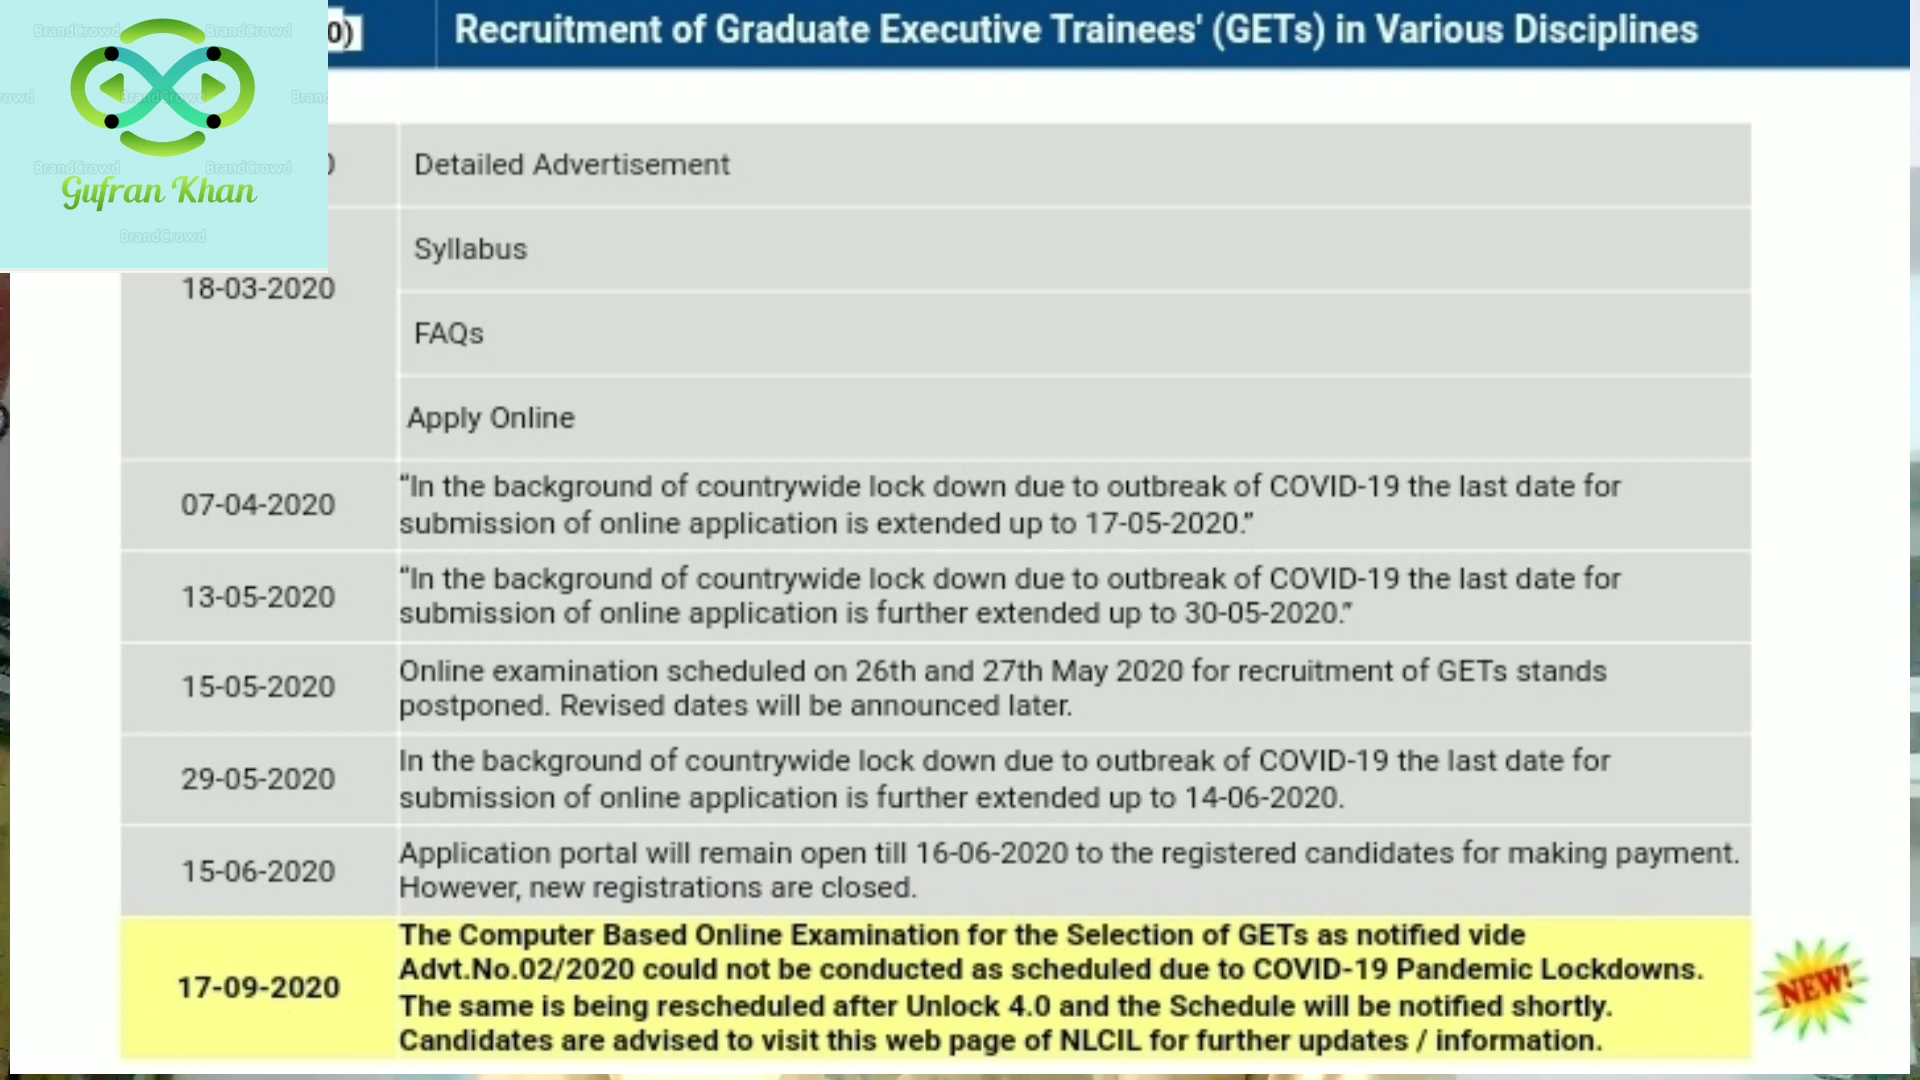 0)
Recruitment of Graduate Executive Trainees' (GETs) in Various Disciplines
BrandCrowd BrandCrowd
BrandCrowd
BrandCrowd BrandCrowd
Gufran Khan
BrandCrowd
Detailed Advertisement
Syllabus
18-03-2020
FAQs
Apply Online
07-04-2020
“In the background of countrywide lock down due to outbreak of COVID-19 the last date for
submission of online application is extended up to 17-05-2020.”
13-05-2020
“In the background of countrywide lock down due to outbreak of COVID-19 the last date for
submission of online application is further extended up to 30-05-2020.”
15-05-2020
Online examination scheduled on 26th and 27th May 2020 for recruitment of GETs stands
postponed. Revised dates will be announced later.
29-05-2020
In the background of countrywide lock down due to outbreak of COVID-19 the last date for
submission of online application is further extended up to 14-06-2020.
15-06-2020
Application portal will remain open till 16-06-2020 to the registered candidates for making payment.
However, new registrations are closed.
17-09-2020
The Computer Based Online Examination for the Selection of GETs as notified vide
Advt.No.02/2020 could not be conducted as scheduled due to COVID-19 Pandemic Lockdowns.
The same is being rescheduled after Unlock 4.0 and the Schedule will be notified shortly.
Candidates are advised to visit this web page of NLCIL for further updates / information.
NEW!